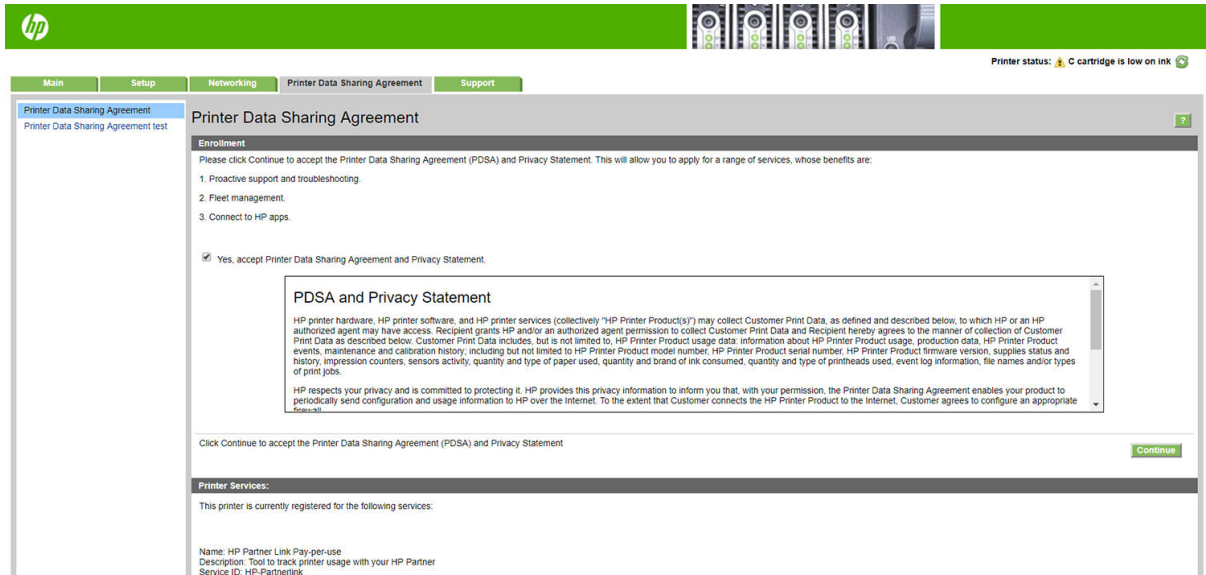 hp
Printer status: C cartridge is low on ink
Main Setup Networking Printer Data Sharing Agreement Support
Printer Data Sharing Agreement
Printer Data Sharing Agreement test
Printer Data Sharing Agreement
?
Enrollment
Please click Continue to accept the Printer Data Sharing Agreement (PDSA) and Privacy Statement. This will allow you to apply for a range of services, whose benefits are:
1. Proactive support and troubleshooting.
2. Fleet management.
3. Connect to HP apps.
Yes, accept Printer Data Sharing Agreement and Privacy Statement.
PDSA and Privacy Statement
HP printer hardware, HP printer software, and HP printer services (collectively "HP Printer Product(s)") may collect Customer Print Data, as defined and described below, to which HP or an HP
authorized agent may have access. Recipient grants HP and/or an authorized agent permission to collect Customer Print Data and Recipient hereby agrees to the manner of collection of Customer
Print Data as described below. Customer Print Data includes, but is not limited to, HP Printer Product usage data: information about HP Printer Product usage, production data, HP Printer Product
events, maintenance and calibration history; including but not limited to HP Printer Product model number, HP Printer Product serial number, HP Printer Product firmware version, supplies status and
history, impression counters, sensors activity, quantity and type of paper used, quantity and brand of ink consumed, quantity and type of printheads used, event log information, file names and/or types
of print jobs.
HP respects your privacy and is committed to protecting it. HP provides this privacy information to inform you that, with your permission, the Printer Data Sharing Agreement enables your product to
periodically send configuration and usage information to HP over the Internet. To the extent that Customer connects the HP Printer Product to the Internet, Customer agrees to configure an appropriate
firewall
Click Continue to accept the Printer Data Sharing Agreement (PDSA) and Privacy Statement
Continue
Printer Services:
This printer is currently registered for the following services:
Name: HP Partner Link Pay-per-use
Description: Tool to track printer usage with your HP Partner
Service ID: HP-Partnerlink